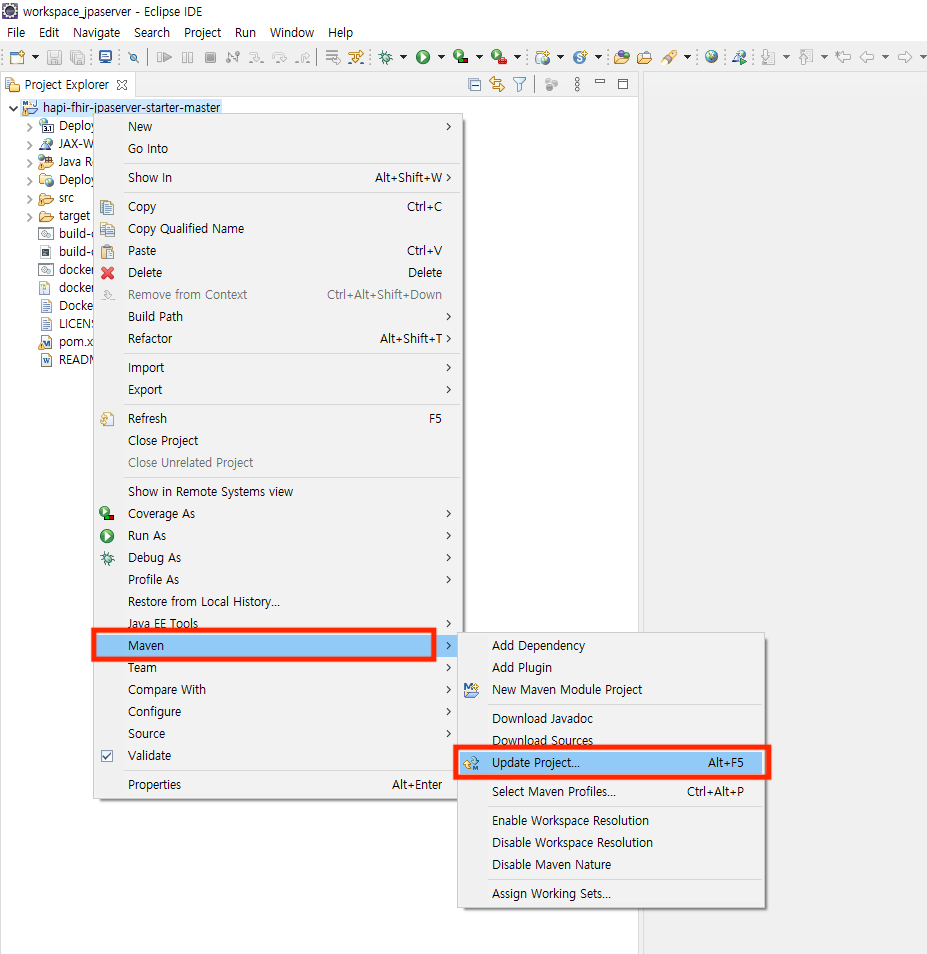 workspace_jpaserver - Eclipse IDE
File Edit Navigate Search Project Run Window Help
Project Explorer
hapi-fhir-jpaserver-starter-master
Deploy
3.1
JAX-W
Java R
Deploy
src
target
build-
build-
docker
docker
Docke
LICENS
pom.x
READM
New
Go Into
Show In Alt+Shift+W
Copy Ctrl+C
Copy Qualified Name
Paste Ctrl+V
Delete Delete
Remove from Context Ctrl+Alt+Shift+Down
Build Path
Refactor Alt+Shift+T
Import
Export
Refresh F5
Close Project
Close Unrelated Project
Show in Remote Systems view
Coverage As
Run As
Debug As
Profile As
Restore from Local History...
Java EE Tools
Maven
Team
Compare With
Configure
Source
Validate
Properties Alt+Enter
Add Dependency
Add Plugin
New Maven Module Project
Download Javadoc
Download Sources
Update Project... Alt+F5
Select Maven Profiles... Ctrl+Alt+P
Enable Workspace Resolution
Disable Workspace Resolution
Disable Maven Nature
Assign Working Sets...